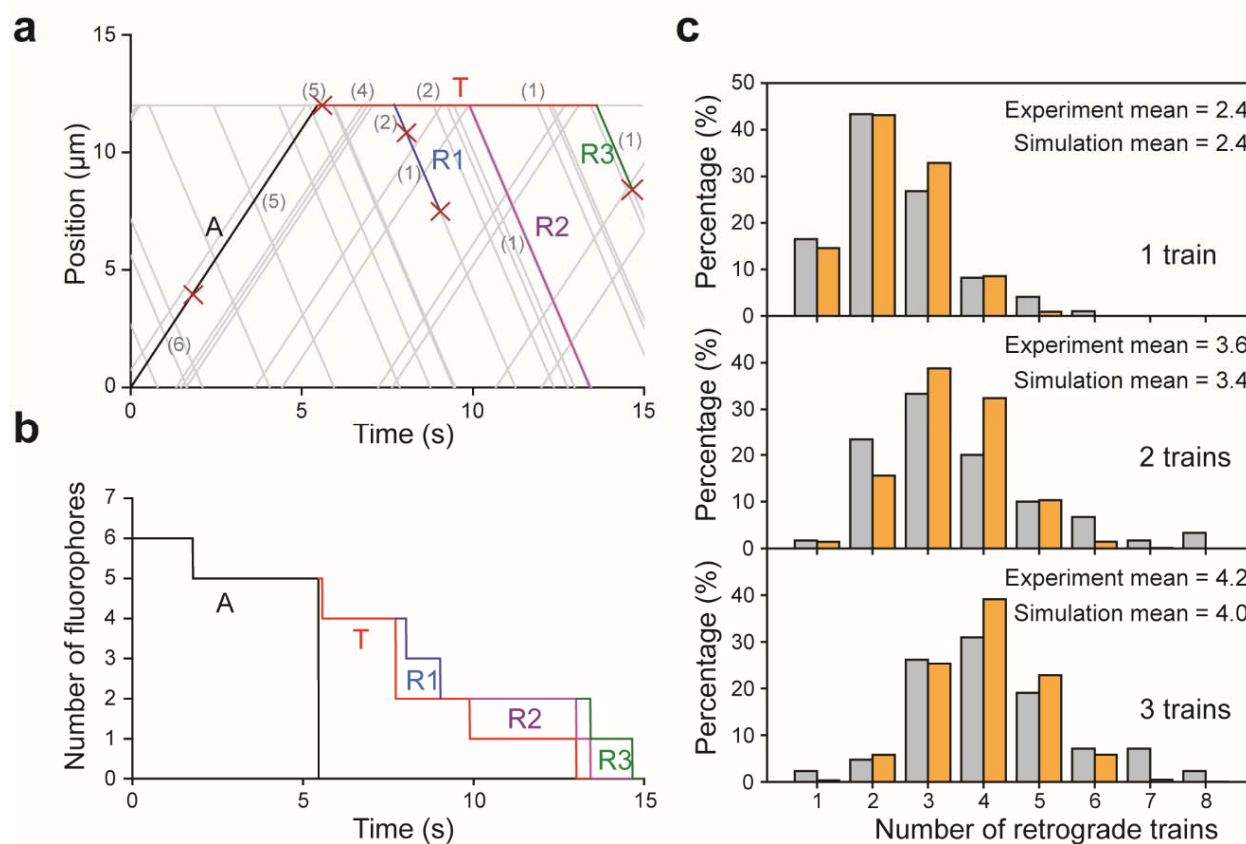 a
15
10
5
0
Position (µm)
0
5
10
15
Time (s)
A
T
R1
R2
R3
(6)
(5)
(5)
(4)
(2)
(1)
(2)
(1)
(1)
(1)
b
7
6
5
4
3
2
1
0
Number of fluorophores
0
5
10
15
Time (s)
A
T
R1
R2
R3
c
50
40
30
20
10
0
Percentage (%)
Experiment mean = 2.4
Simulation mean = 2.4
1 train
40
30
20
10
0
Percentage (%)
Experiment mean = 3.6
Simulation mean = 3.4
2 trains
40
30
20
10
0
Percentage (%)
Experiment mean = 4.2
Simulation mean = 4.0
3 trains
1
2
3
4
5
6
7
8
Number of retrograde trains